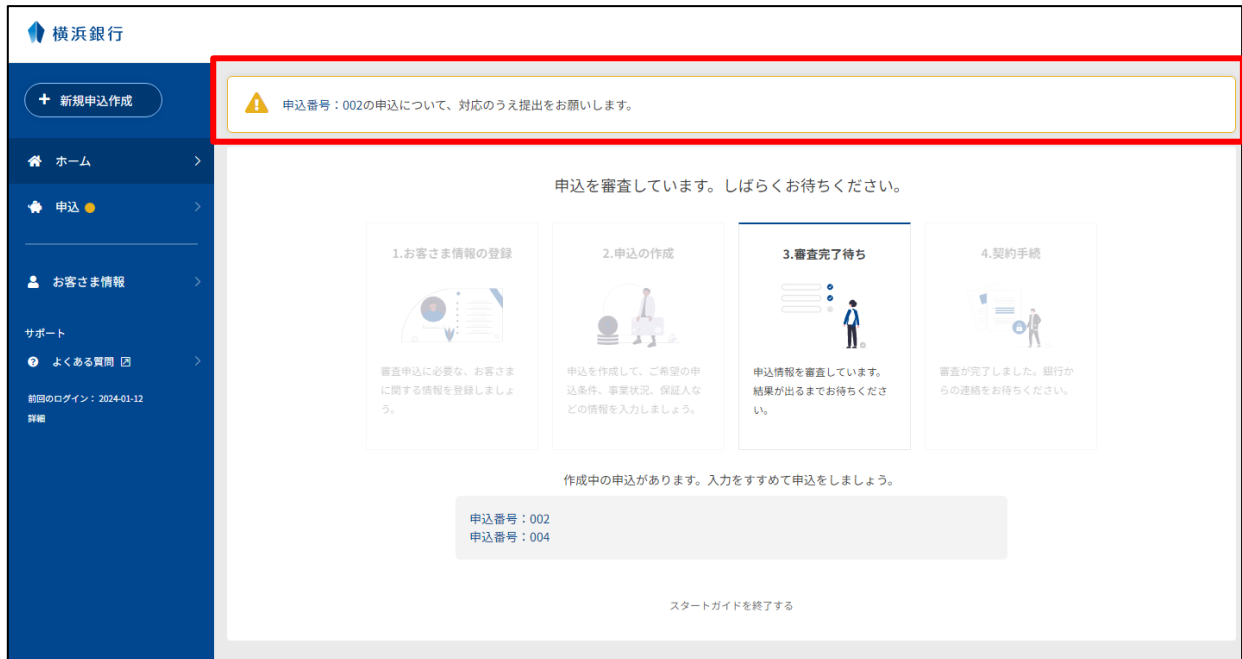 横浜銀行
新規申込作成
申込番号：002の申込について、対応のうえ提出をお願いします。
ホーム
申込
お客さま情報
サポート
よくある質問
前回のログイン： 2024-01-12
詳細
申込を審査しています。しばらくお待ちください。
1.お客さま情報の登録
審査申込に必要な、お客さま
に関する情報を登録しましょ
う。
2.申込の作成
申込を作成して、ご希望の申
込条件、事業状況、保証人な
どの情報を入力しましょう。
3.審査完了待ち
申込情報を審査しています。
結果が出るまでお待ちくださ
い。
4.契約手続
審査が完了しました。銀行か
らの連絡をお待ちください。
作成中の申込があります。入力をすすめて申込をしましょう。
申込番号：002
申込番号：004
スタートガイドを終了する